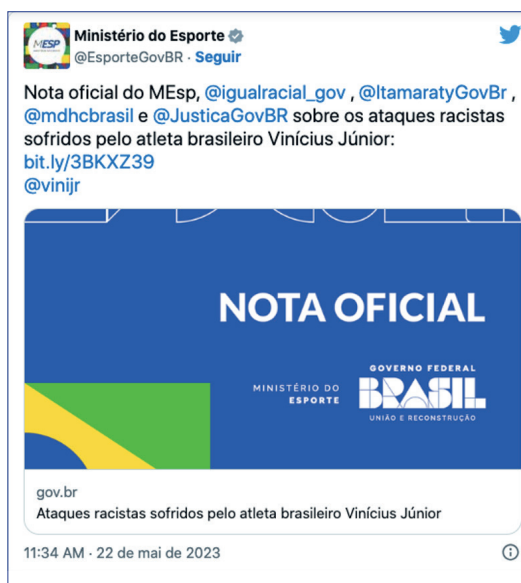 MESP
Ministério do Esporte
@EsporteGovBR · Seguir
Nota oficial do MEsp, @igualracial_gov , @ItamaratyGovBr ,
@mdhcbrasil e @JusticaGovBR sobre os ataques racistas
sofridos pelo atleta brasileiro Vinícius Júnior:
bit.ly/3BKXZ39
@vinijr
NOTA OFICIAL
MINISTÉRIO DO
ESPORTE
GOVERNO FEDERAL
BRASIL
UNIÃO E RECONSTRUÇÃO
gov.br
Ataques racistas sofridos pelo atleta brasileiro Vinícius Júnior
11:34 AM · 22 de mai de 2023